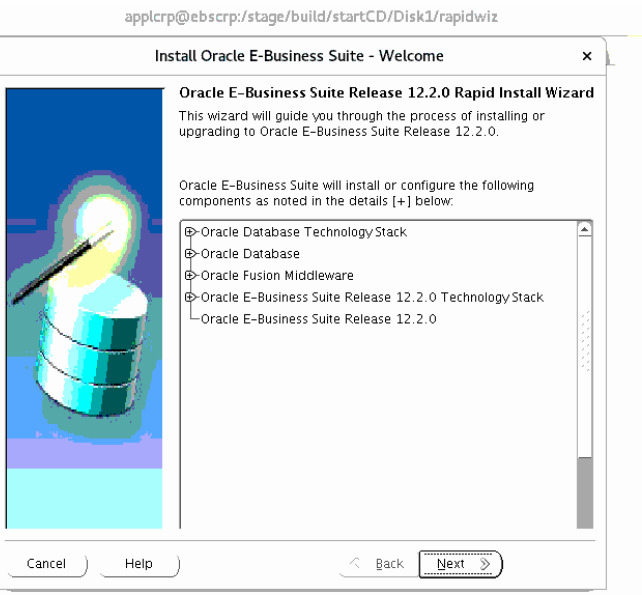 applcrp@ebscrp:/stage/build/startCD/Disk1/rapidwiz
Install Oracle E-Business Suite - Welcome
Oracle E-Business Suite Release 12.2.0 Rapid Install Wizard
This wizard will guide you through the process of installing or
upgrading to Oracle E-Business Suite Release 12.2.0.
Oracle E-Business Suite will install or configure the following
components as noted in the details [+] below:
Oracle Database Technology Stack
Oracle Database
Oracle Fusion Middleware
Oracle E-Business Suite Release 12.2.0 Technology Stack
Oracle E-Business Suite Release 12.2.0
Cancel Help Back Next